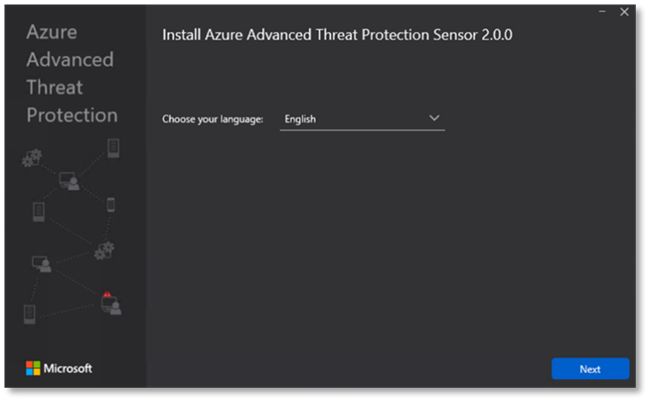 Azure
Advanced
Threat
Protection
Install Azure Advanced Threat Protection Sensor 2.0.0
Choose your language: English
Microsoft
Next